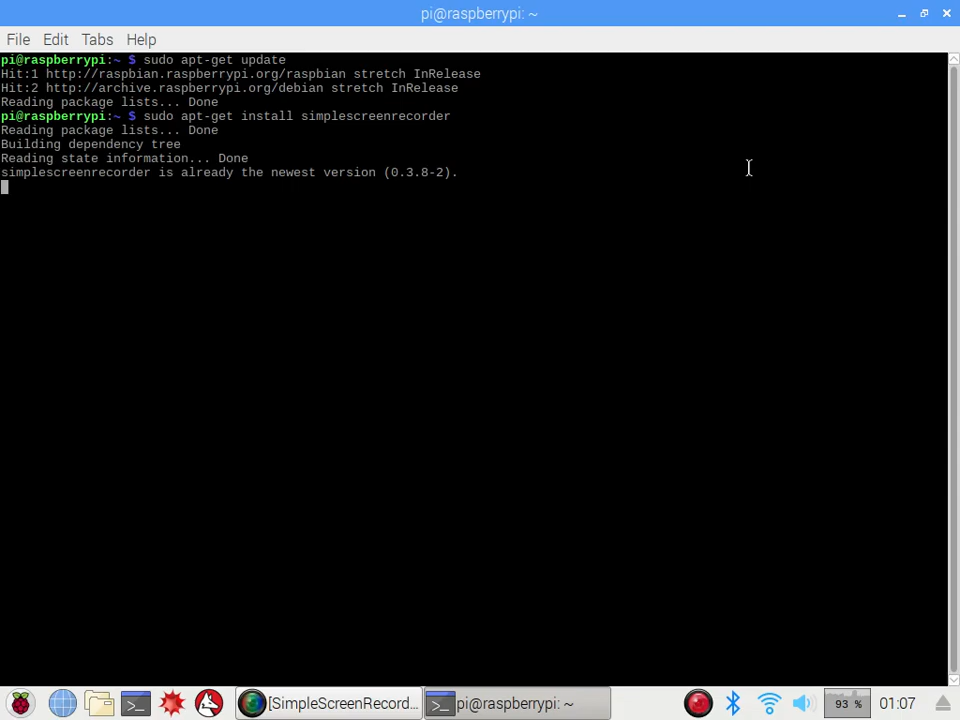 pi@raspberrypi: ~
File Edit Tabs Help
pi@raspberrypi:~ $ sudo apt-get update
Hit:1 http://raspbian.raspberrypi.org/raspbian stretch InRelease
Hit:2 http://archive.raspberrypi.org/debian stretch InRelease
Reading package lists... Done
pi@raspberrypi:~ $ sudo apt-get install simplescreenrecorder
Reading package lists... Done
Building dependency tree
Reading state information... Done
simplescreenrecorder is already the newest version (0.3.8-2).
[SimpleScreenRecord... pi@raspberrypi: ~ 93 % 01:07